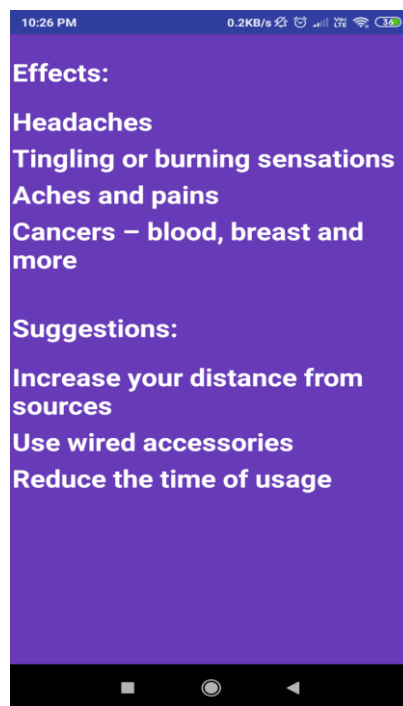 10:26 PM 0.2KB/s VoLTE 36
Effects:
Headaches
Tingling or burning sensations
Aches and pains
Cancers – blood, breast and
more
Suggestions:
Increase your distance from
sources
Use wired accessories
Reduce the time of usage